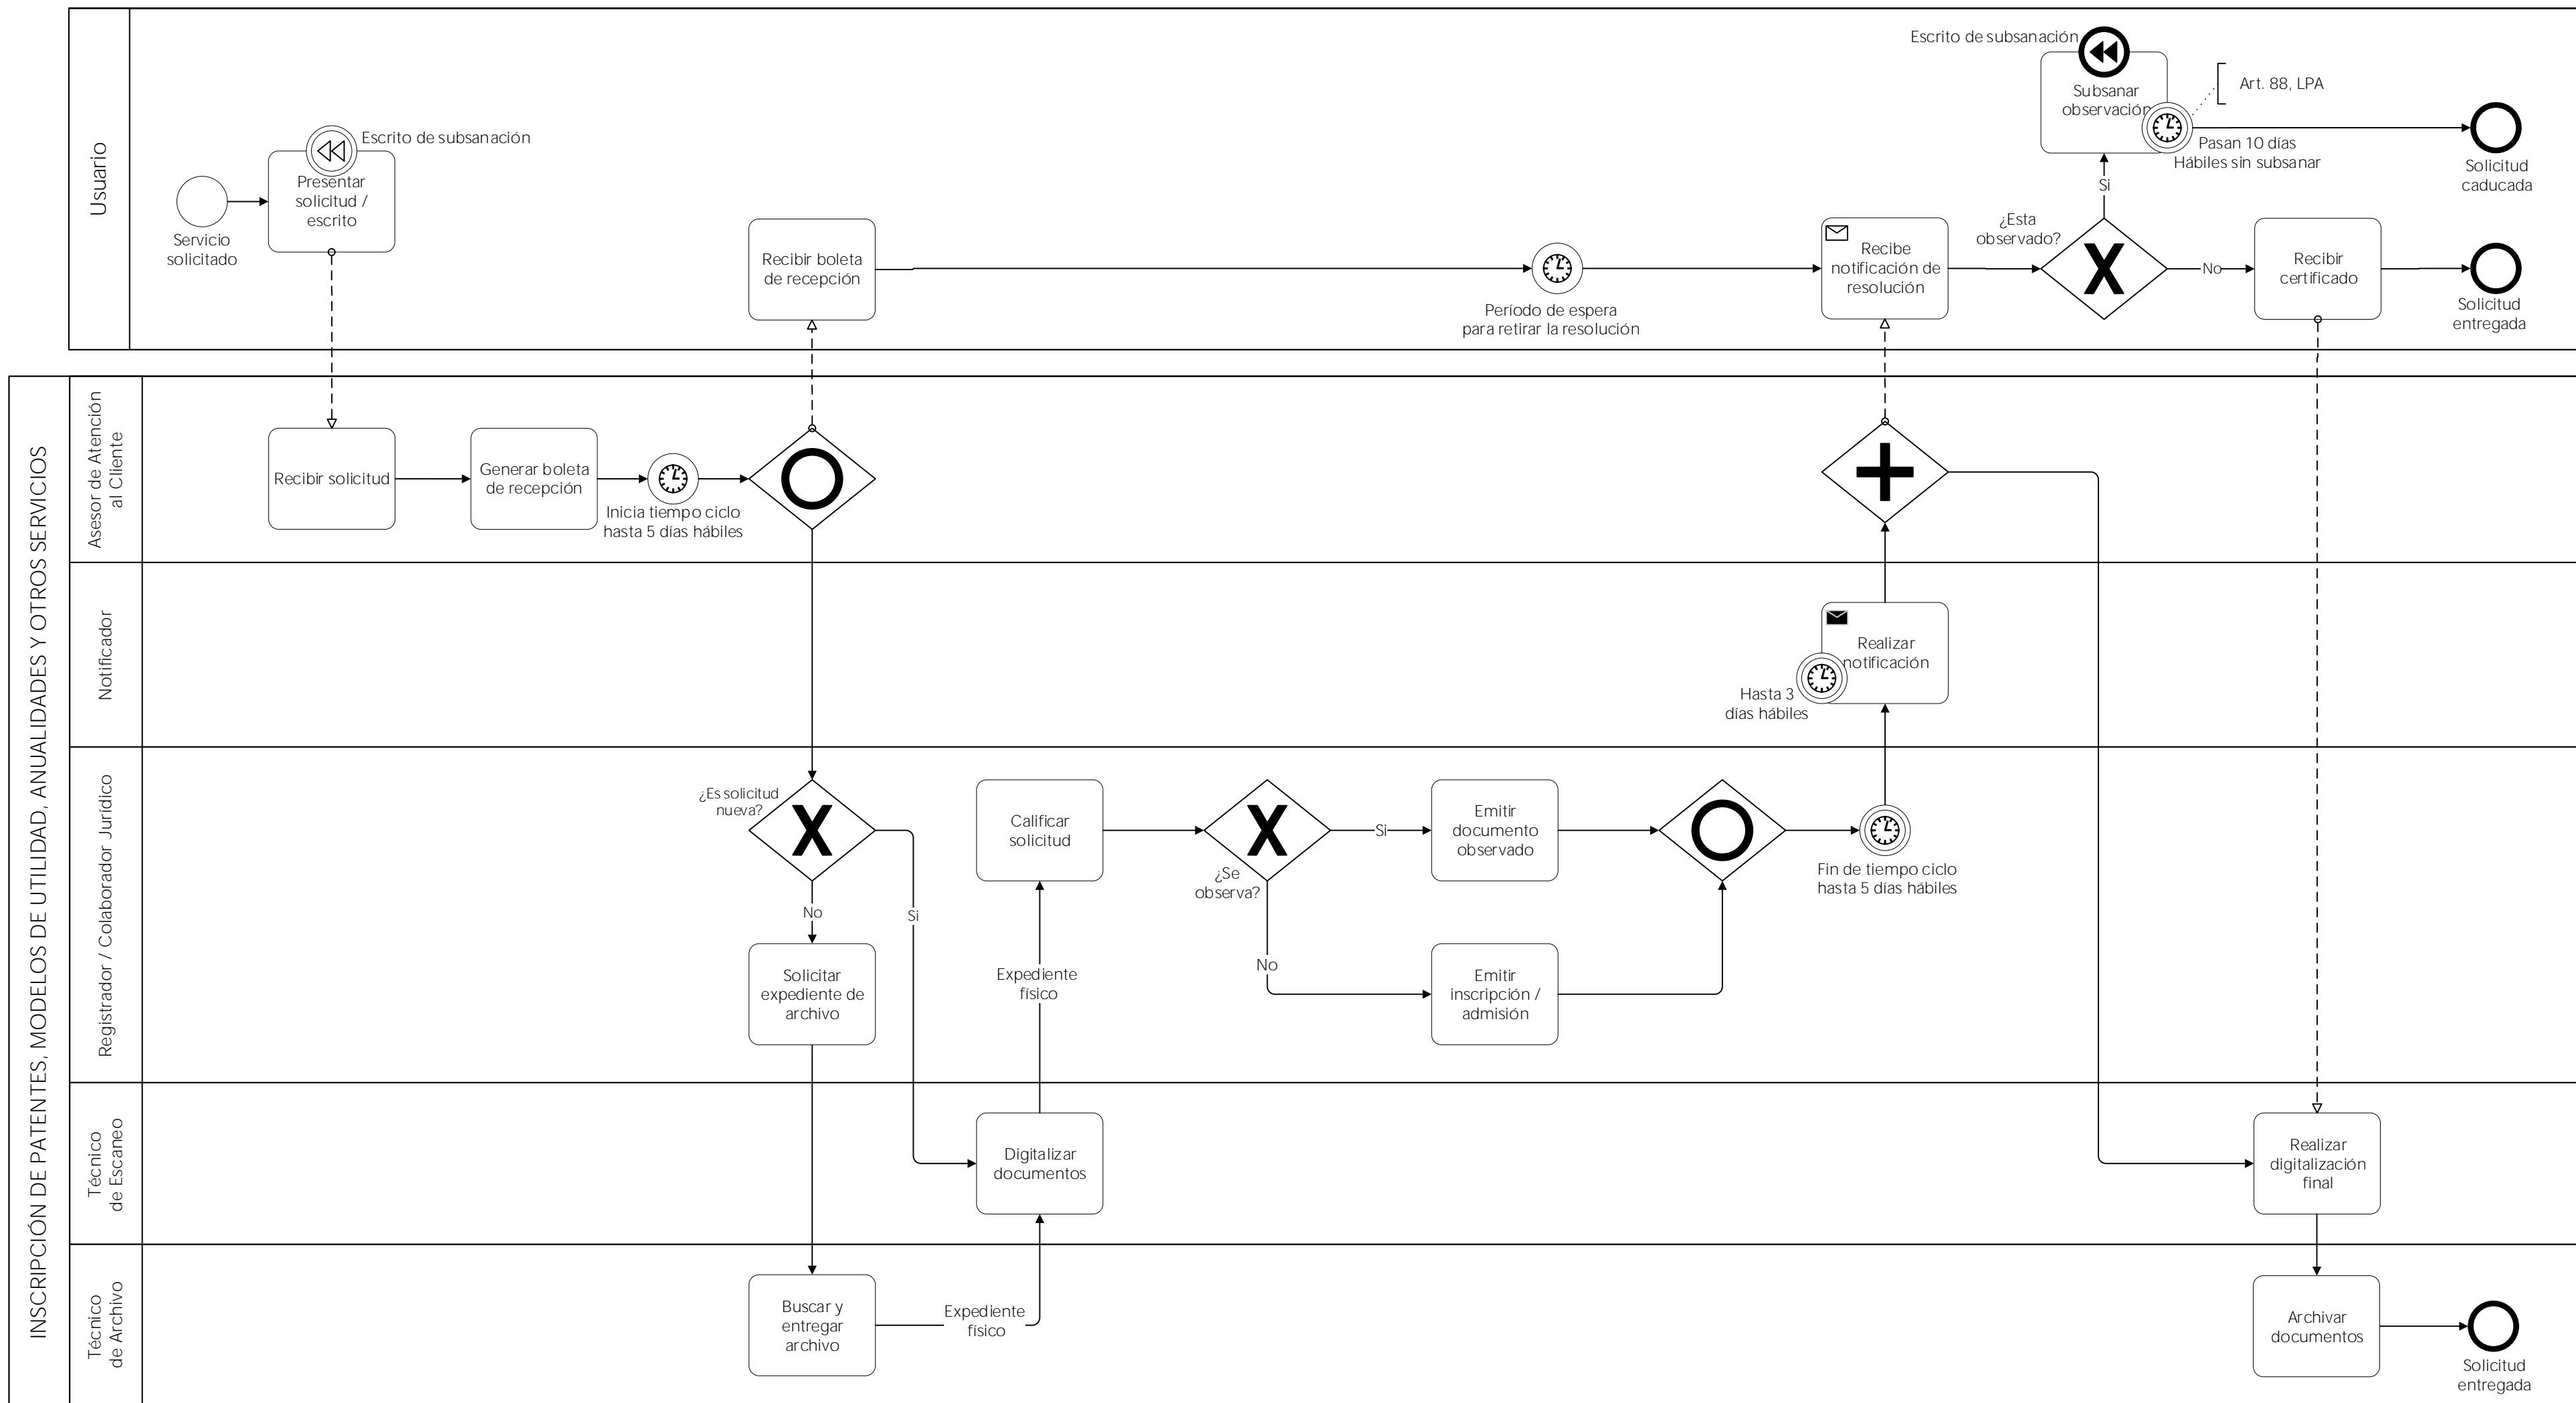 Usuario
Servicio
solicitado
Escrito de subsanación
Presentar
solicitud /
escrito
Recibir boleta
de recepción
Período de espera
para retirar la resolución
Recibe
notificación de
resolución
¿Esta
observado?
Si
No
Escrito de subsanación
Subsanar
observación
Art. 88, LPA
Pasan 10 días
Hábiles sin subsanar
Solicitud
caducada
Recibir
certificado
Solicitud
entregada
INSCRIPCIÓN DE PATENTES, MODELOS DE UTILIDAD, ANUALIDADES Y OTROS SERVICIOS
Asesor de Atención
al Cliente
Recibir solicitud
Generar boleta
de recepción
Inicia tiempo ciclo
hasta 5 días hábiles
Notificador
Realizar
notificación
Hasta 3
días hábiles
Registrador / Colaborador Jurídico
¿Es solicitud
nueva?
No
Si
Solicitar
expediente de
archivo
Calificar
solicitud
Expediente
físico
¿Se
observa?
Si
No
Emitir
documento
observado
Emitir
inscripción /
admisión
Fin de tiempo ciclo
hasta 5 días hábiles
Técnico
de Escaneo
Digitalizar
documentos
Realizar
digitalización
final
Técnico
de Archivo
Buscar y
entregar
archivo
Expediente
físico
Archivar
documentos
Solicitud
entregada